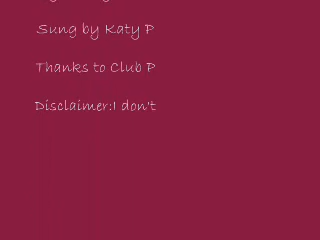 Sung by Katy P
Thanks to Club P
Disclaimer:I don't